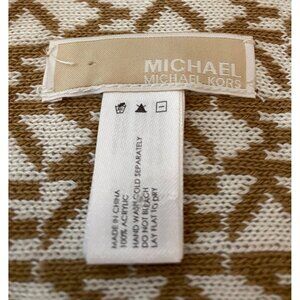 MICHAEL
MICHAEL KORS
MADE IN CHINA
100% ACRYLIC
HAND WASH COLD SEPARATELY
DO NOT BLEACH
LAY FLAT TO DRY